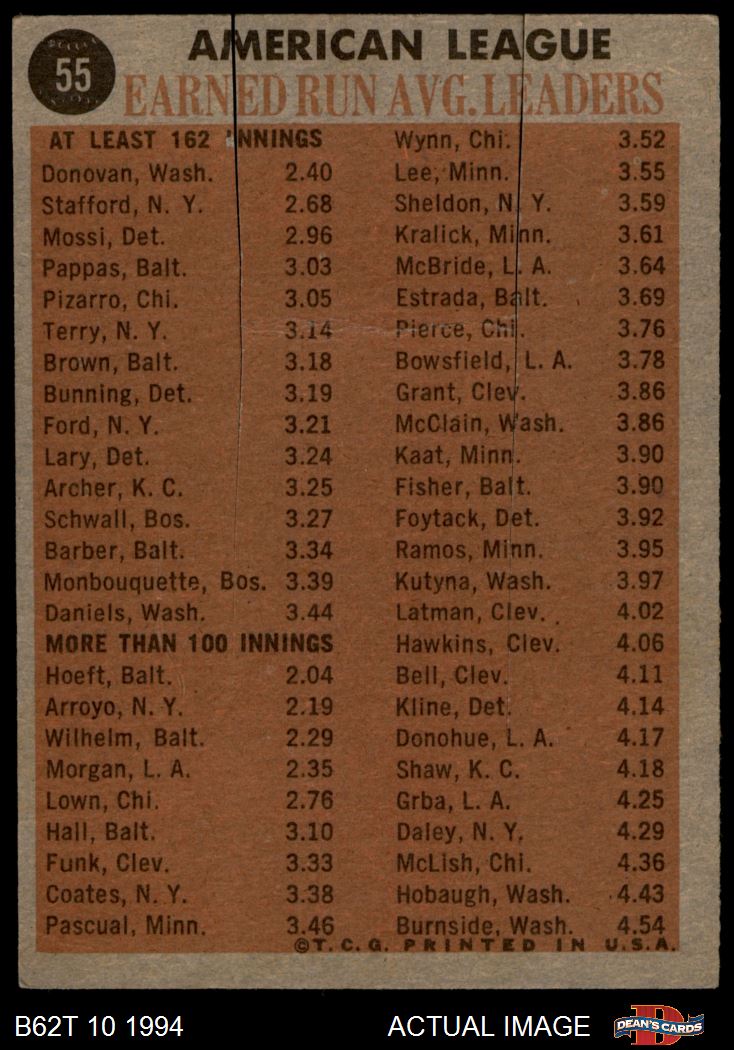 55
AMERICAN LEAGUE
EARNED RUN AVG. LEADERS
AT LEAST 162 INNINGS
Donovan, Wash. 2.40
Stafford, N. Y. 2.68
Mossi, Det. 2.96
Pappas, Balt. 3.03
Pizarro, Chi. 3.05
Terry, N. Y. 3.14
Brown, Balt. 3.18
Bunning, Det. 3.19
Ford, N. Y. 3.21
Lary, Det. 3.24
Archer, K. C. 3.25
Schwall, Bos. 3.27
Barber, Balt. 3.34
Monbouquette, Bos. 3.39
Daniels, Wash. 3.44
MORE THAN 100 INNINGS
Hoeft, Balt. 2.04
Arroyo, N. Y. 2.19
Wilhelm, Balt. 2.29
Morgan, L. A. 2.35
Lown, Chi. 2.76
Hall, Balt. 3.10
Funk, Clev. 3.33
Coates, N. Y. 3.38
Pascual, Minn. 3.46
Wynn, Chi. 3.52
Lee, Minn. 3.55
Sheldon, N. Y. 3.59
Kralick, Minn. 3.61
McBride, L. A. 3.64
Estrada, Balt. 3.69
Pierce, Chi. 3.76
Bowsfield, L. A. 3.78
Grant, Clev. 3.86
McClain, Wash. 3.86
Kaat, Minn. 3.90
Fisher, Balt. 3.90
Foytack, Det. 3.92
Ramos, Minn. 3.95
Kutyna, Wash. 3.97
Latman, Clev. 4.02
Hawkins, Clev. 4.06
Bell, Clev. 4.11
Kline, Det. 4.14
Donohue, L. A. 4.17
Shaw, K. C. 4.18
Grba, L. A. 4.25
Daley, N. Y. 4.29
McLish, Chi. 4.36
Hobaugh, Wash. 4.43
Burnside, Wash. 4.54
©T. C. G. PRINTED IN U.S.A.
B62T 10 1994 ACTUAL IMAGE
D
DEAN'S CARDS